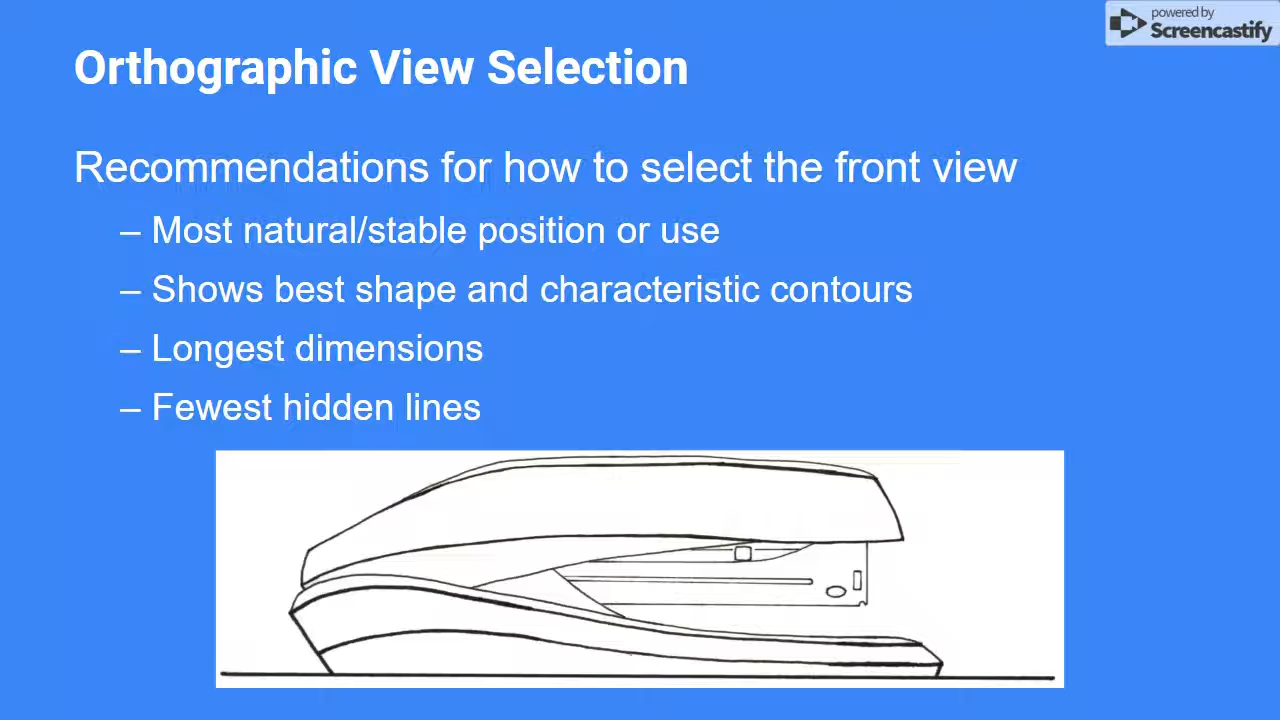 powered by
Screencastify
Orthographic View Selection
Recommendations for how to select the front view
– Most natural/stable position or use
– Shows best shape and characteristic contours
– Longest dimensions
– Fewest hidden lines